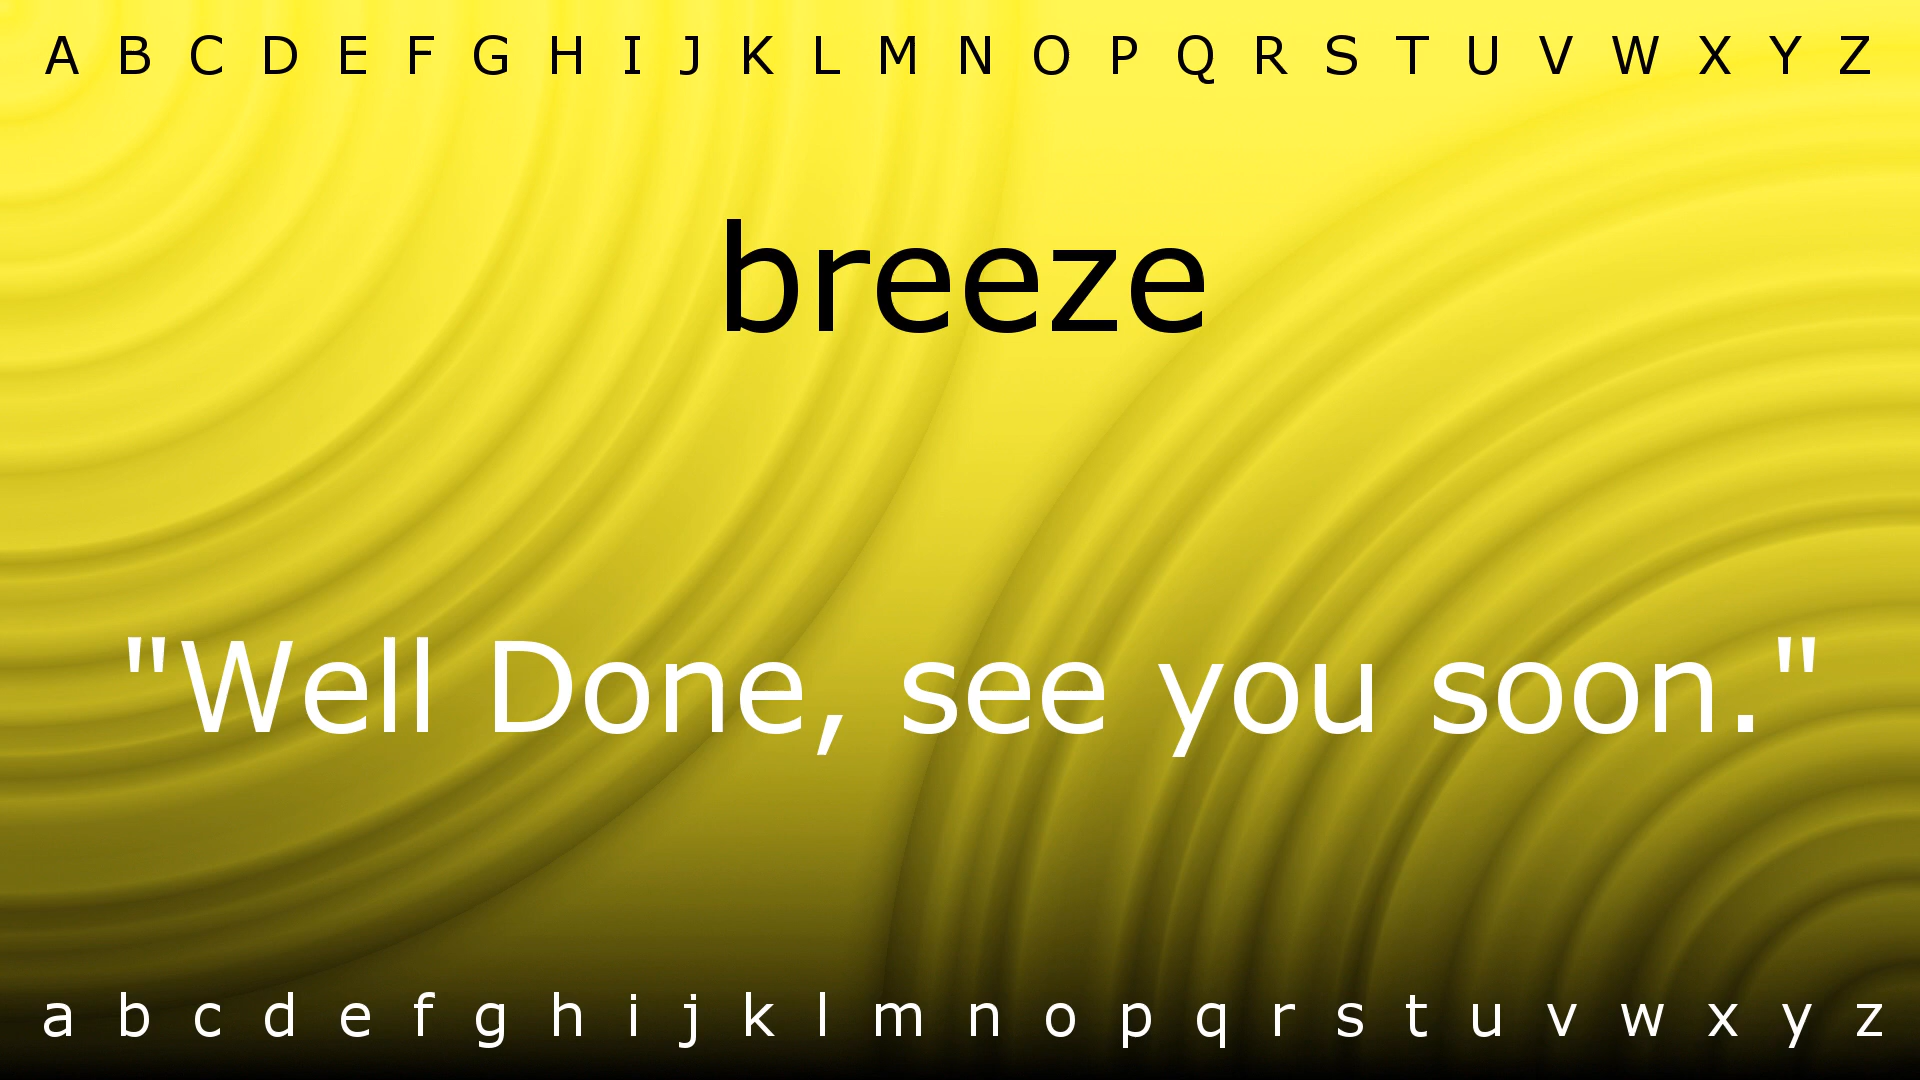 A B C D E F G H I J K L M N O P Q R S T U V W X Y Z
breeze
"Well Done, see you soon."
a b c d e f g h i j k l m n o p q r s t u v w x y z